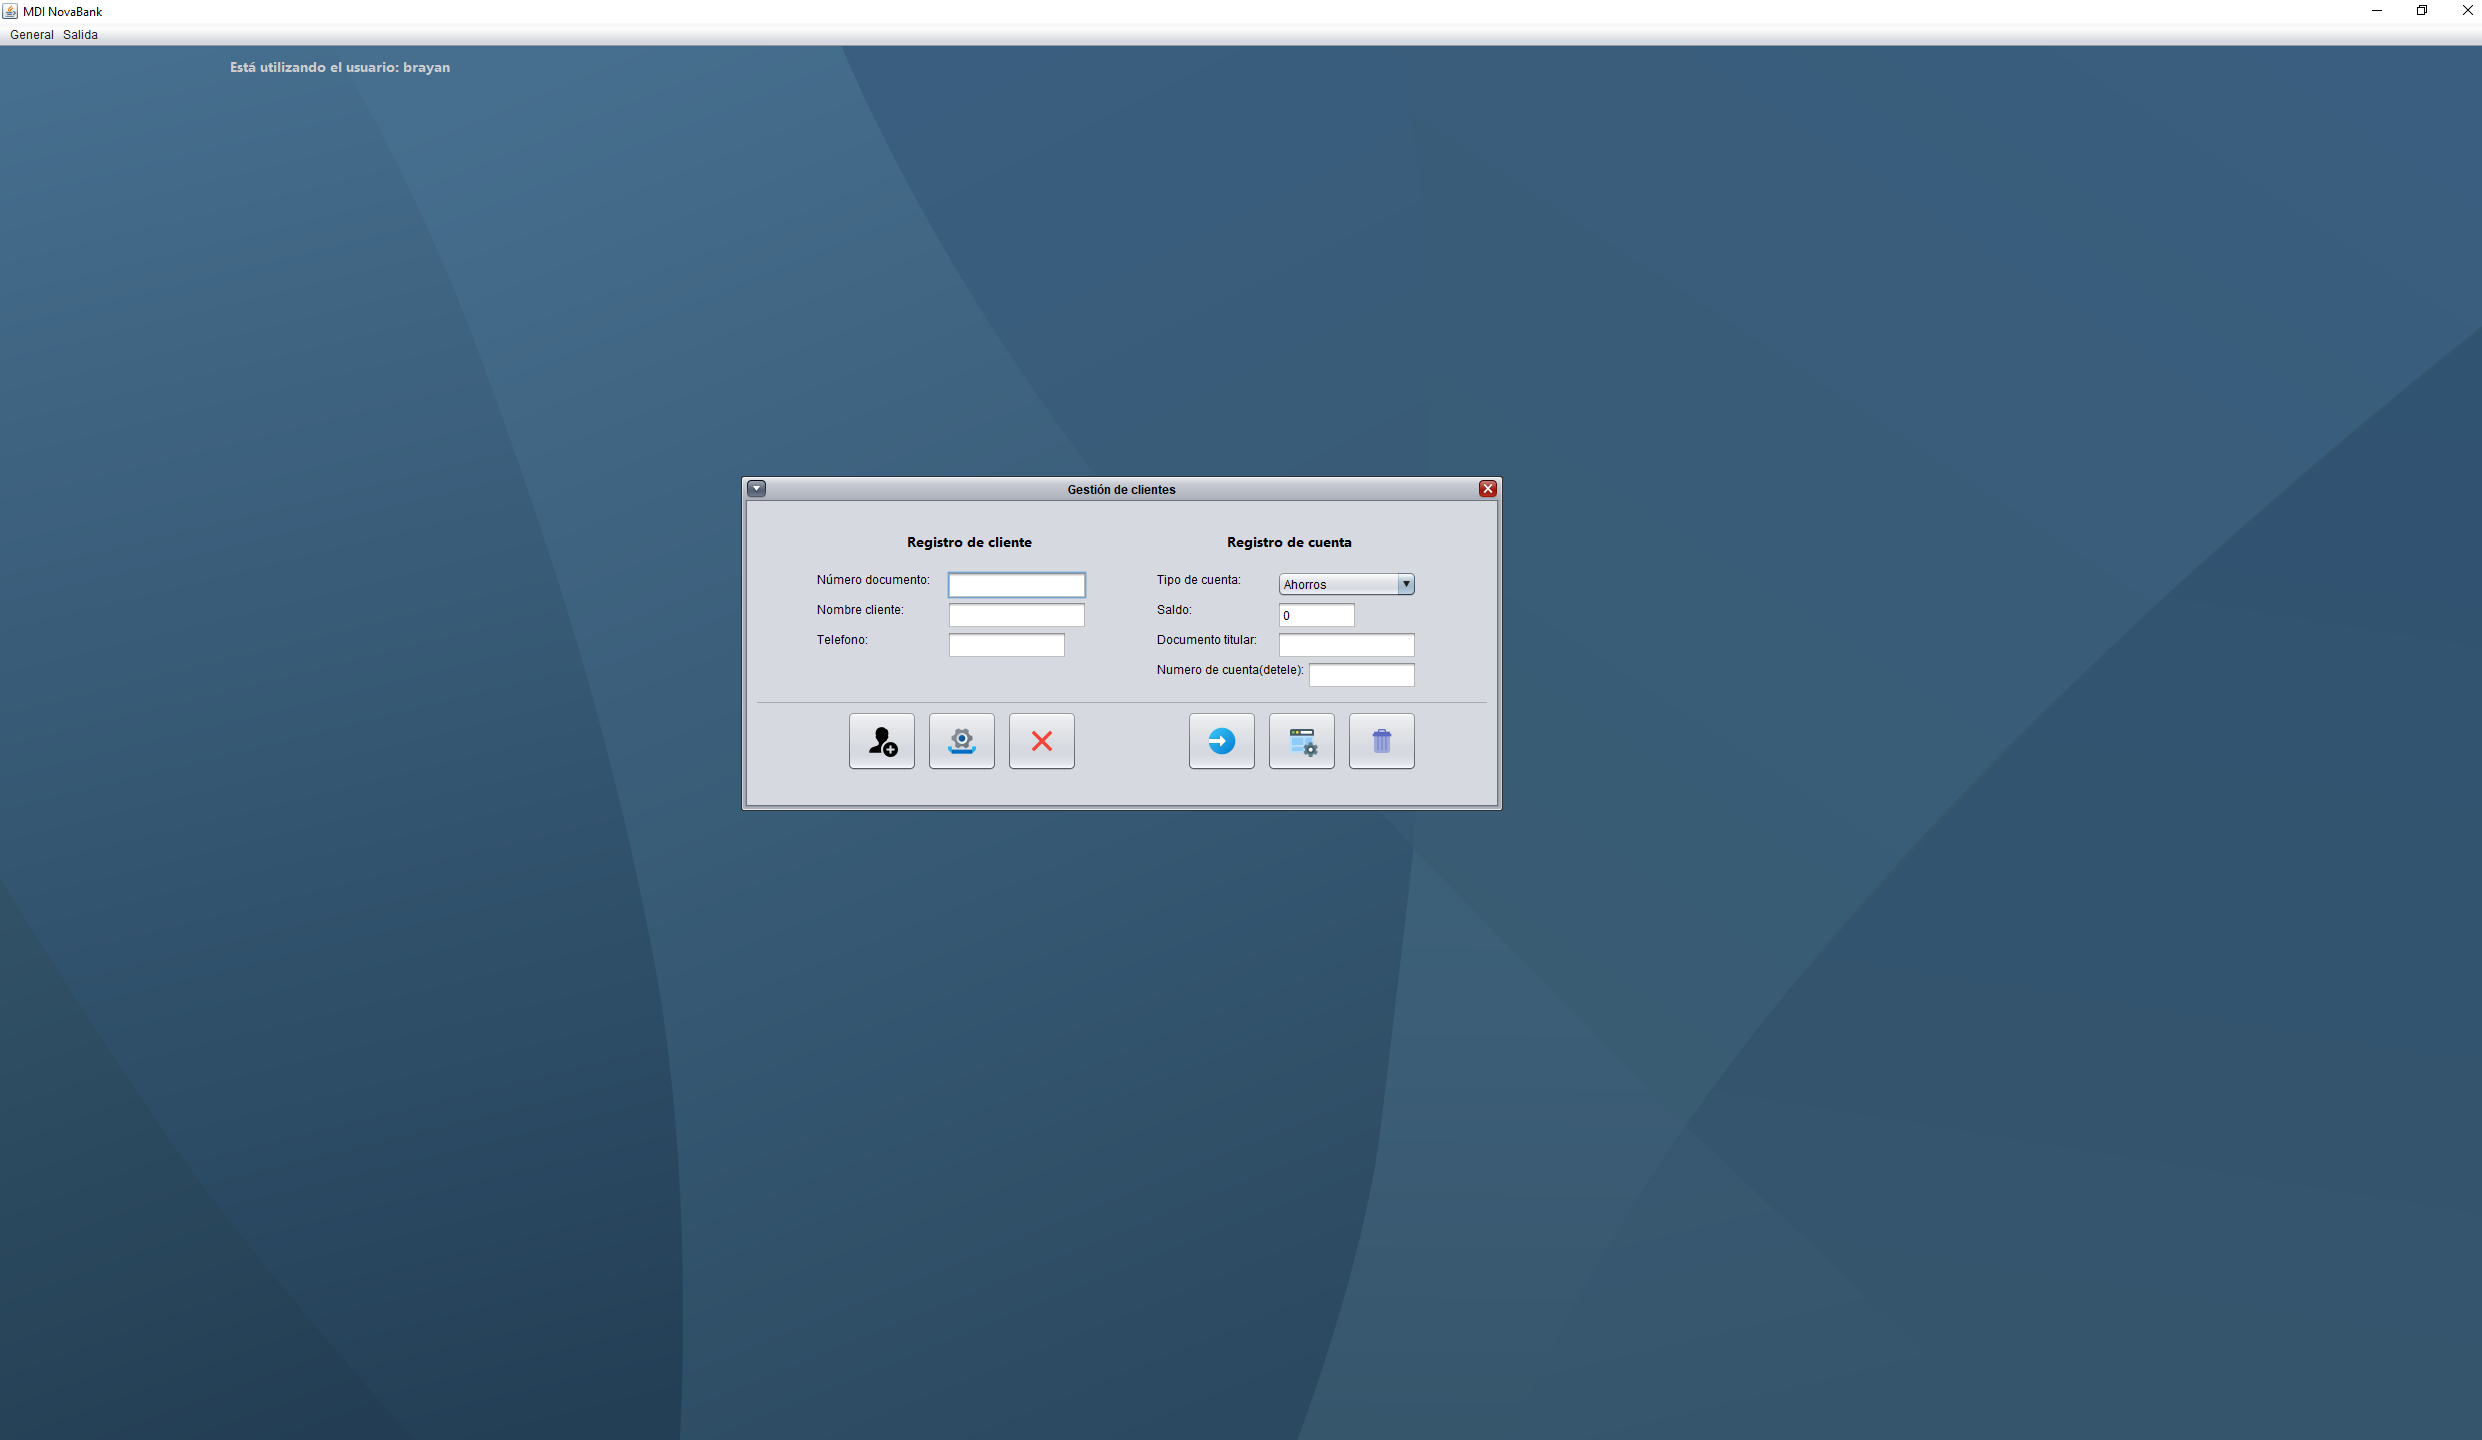 MDI NovaBank
General Salida
Está utilizando el usuario: brayan
Gestión de clientes
Registro de cliente
Número documento:
Nombre cliente:
Telefono:
Registro de cuenta
Tipo de cuenta: Ahorros
Saldo: 0
Documento titular:
Numero de cuenta(detele):